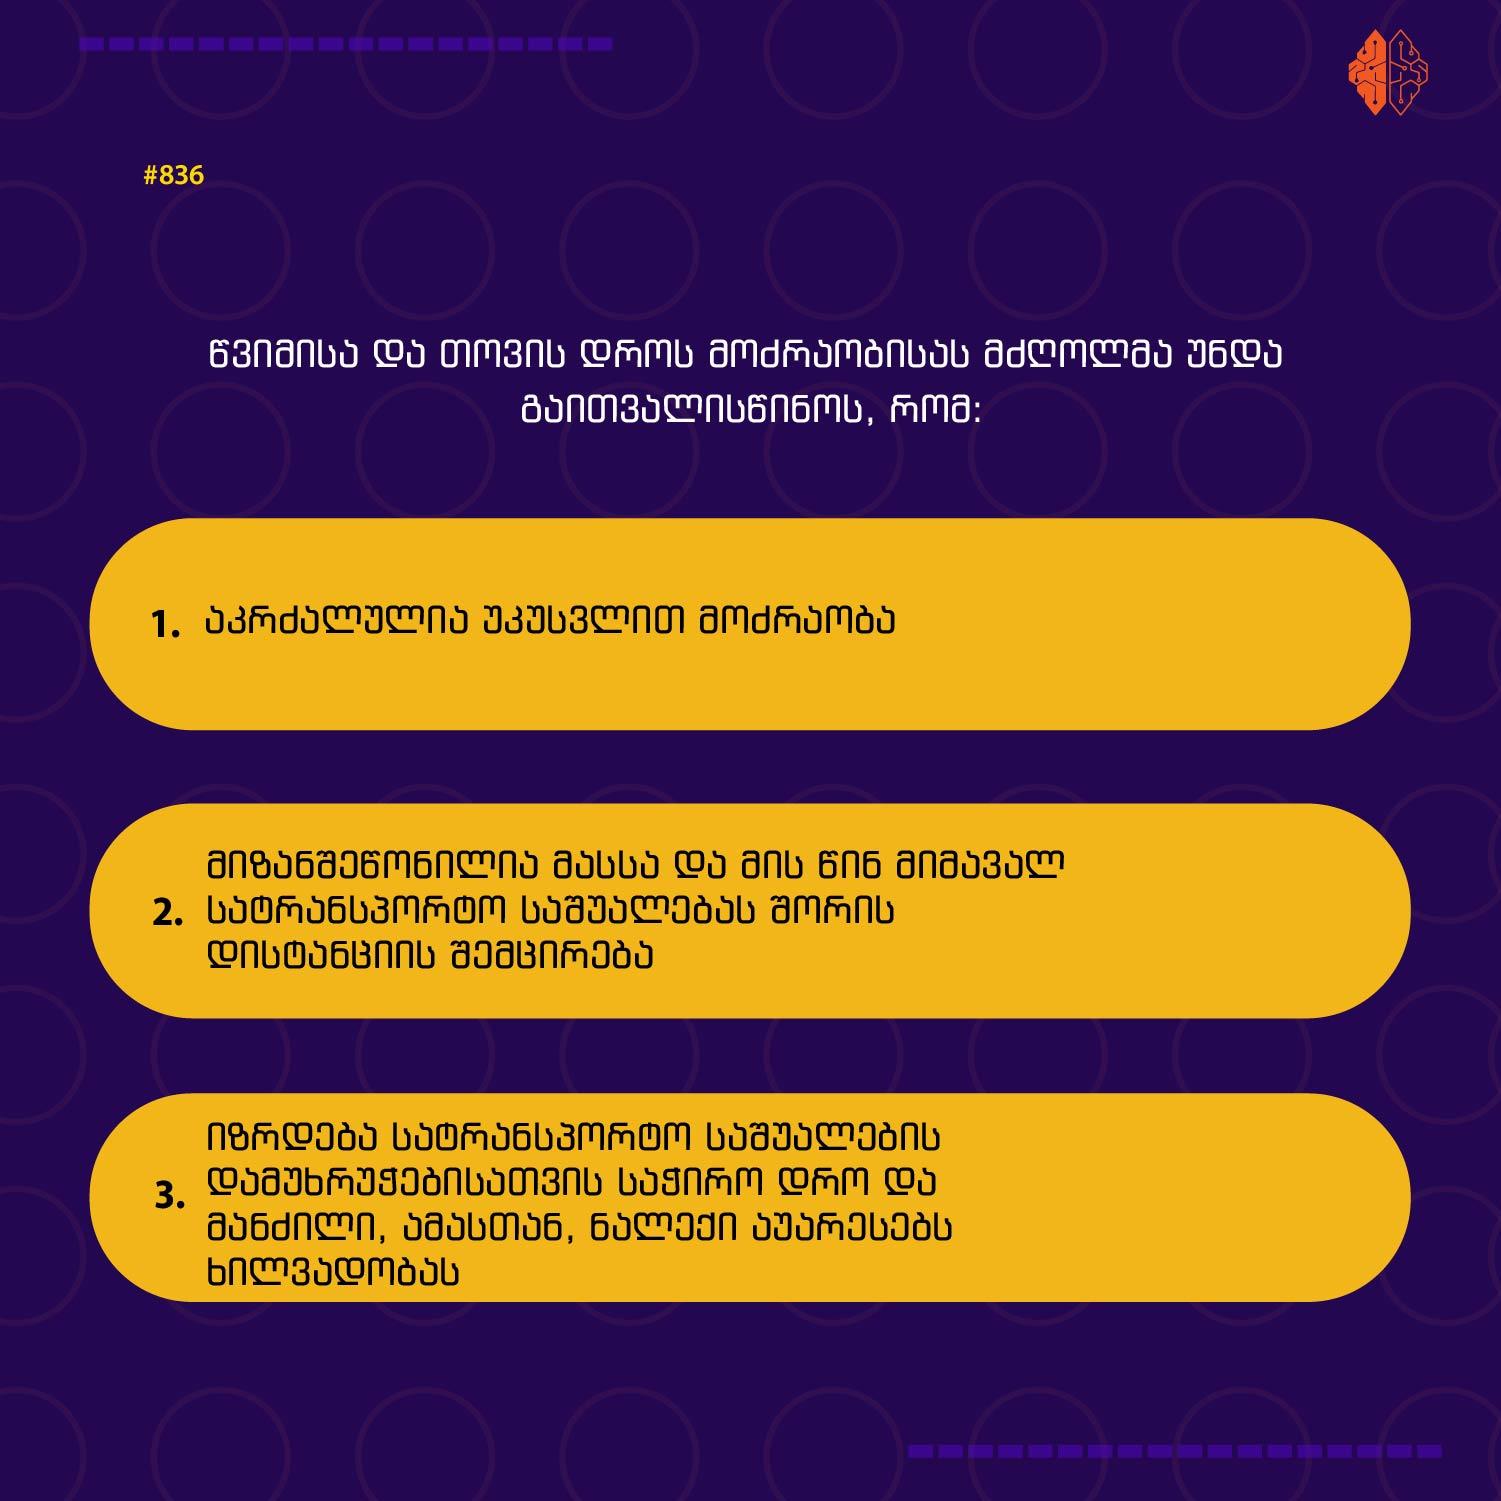 #836
წვიმისა და თოვის დროს მოძრაობისას მძღოლმა უნდა
გაითვალისწინოს, რომ:
1. აკრძალულია უკუსვლით მოძრაობა
მიზანშეწონილია მასსა და მის წინ მიმავალ
2. სატრანსპორტო საშუალებას შორის
დისტანციის შემცირება
იზრდება სატრანსპორტო საშუალების
3. დამუხრუჭებისათვის საჭირო დრო და
მანძილი, ამასთან, ნალექი აუარესებს
ხილვადობას